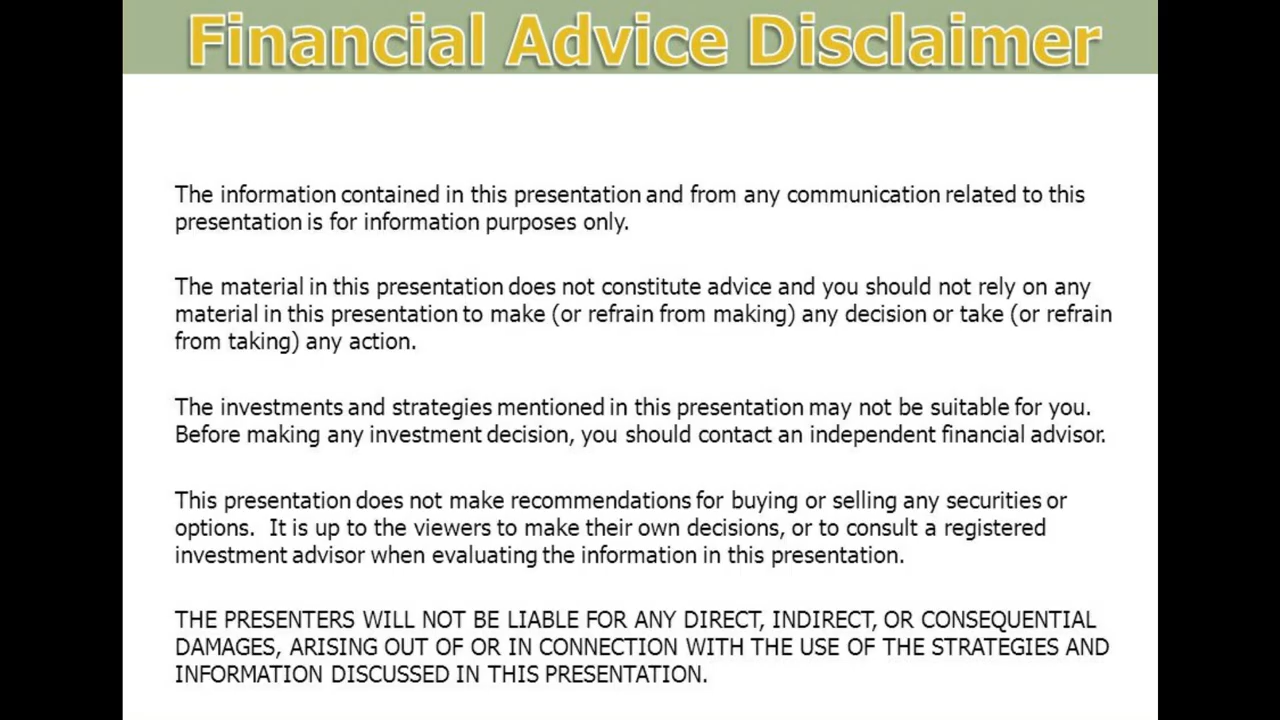 Financial Advice Disclaimer
The information contained in this presentation and from any communication related to this
presentation is for information purposes only.
The material in this presentation does not constitute advice and you should not rely on any
material in this presentation to make (or refrain from making) any decision or take (or refrain
from taking) any action.
The investments and strategies mentioned in this presentation may not be suitable for you.
Before making any investment decision, you should contact an independent financial advisor.
This presentation does not make recommendations for buying or selling any securities or
options.  It is up to the viewers to make their own decisions, or to consult a registered
investment advisor when evaluating the information in this presentation.
THE PRESENTERS WILL NOT BE LIABLE FOR ANY DIRECT, INDIRECT, OR CONSEQUENTIAL
DAMAGES, ARISING OUT OF OR IN CONNECTION WITH THE USE OF THE STRATEGIES AND
INFORMATION DISCUSSED IN THIS PRESENTATION.